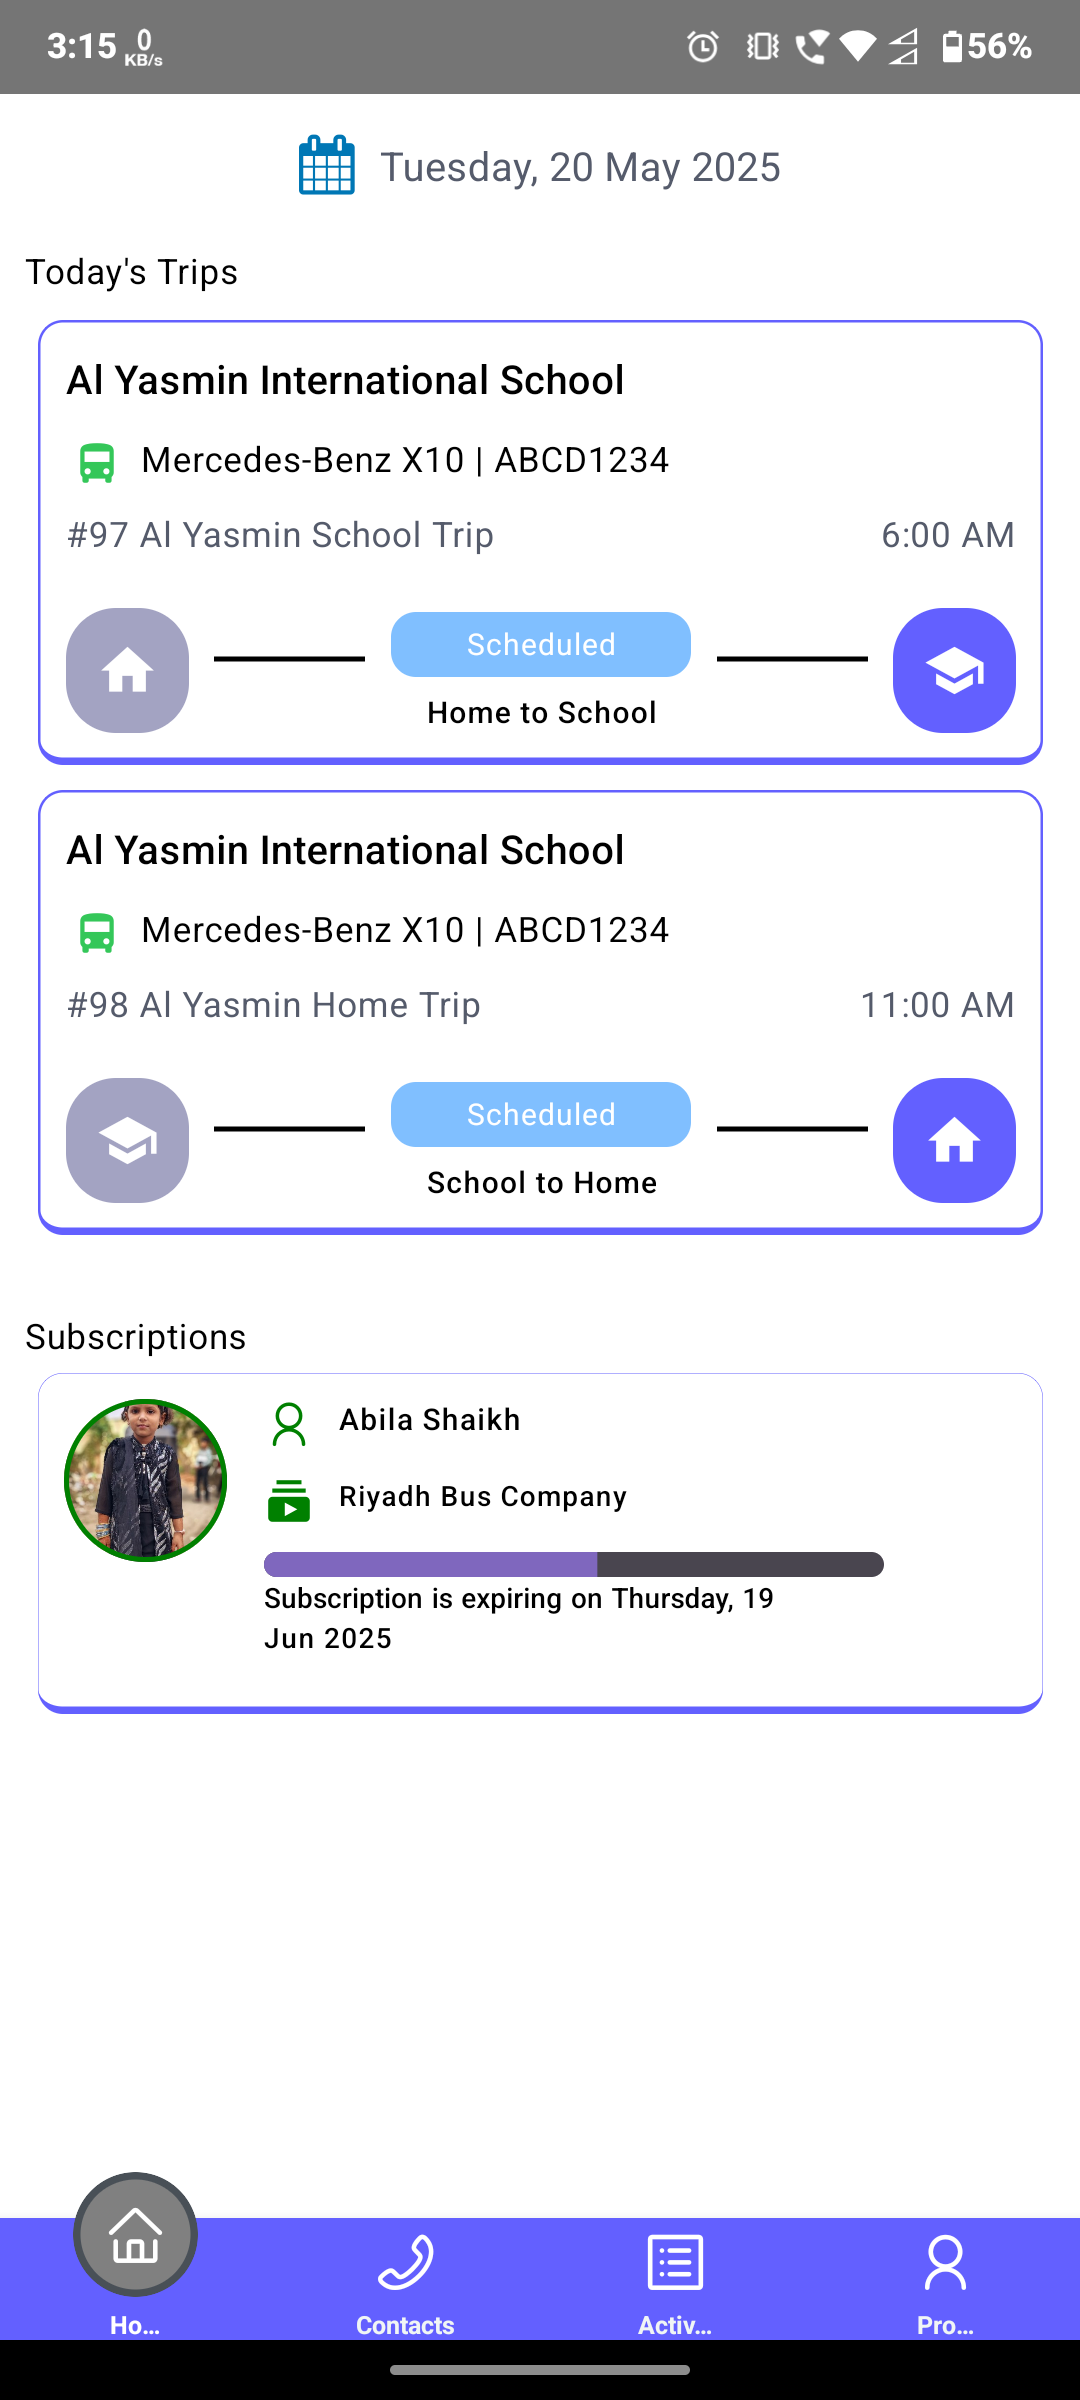 3:15 0 KB/s 56%
Tuesday, 20 May 2025
Today's Trips
Al Yasmin International School
Mercedes-Benz X10 | ABCD1234
#97 Al Yasmin School Trip 6:00 AM
Scheduled
Home to School
Al Yasmin International School
Mercedes-Benz X10 | ABCD1234
#98 Al Yasmin Home Trip 11:00 AM
Scheduled
School to Home
Subscriptions
Abila Shaikh
Riyadh Bus Company
Subscription is expiring on Thursday, 19
Jun 2025
Ho... Contacts Activ... Pro...